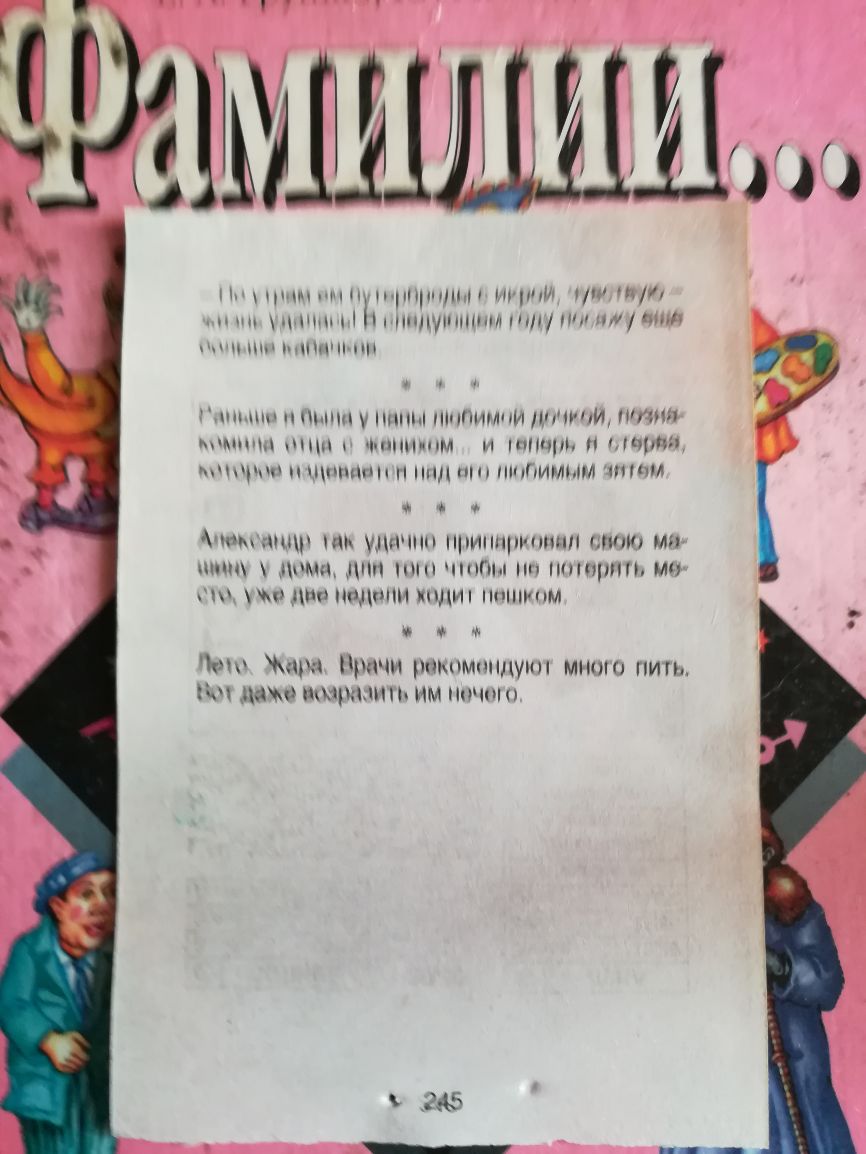 Фамилии...
– По утрам ем бутерброды с икрой, чувствую –
жизнь удалась! В следующем году посажу ещё
больше кабачков.
* * *
Раньше я была у папы любимой дочкой, позна-
комила отца с женихом... и теперь я стерва,
которое издевается над его любимым зятем.
* * *
Александр так удачно припарковал свою ма-
шину у дома, для того чтобы не потерять ме-
сто, уже две недели ходит пешком.
* * *
Лето. Жара. Врачи рекомендуют много пить.
Вот даже возразить им нечего.
245